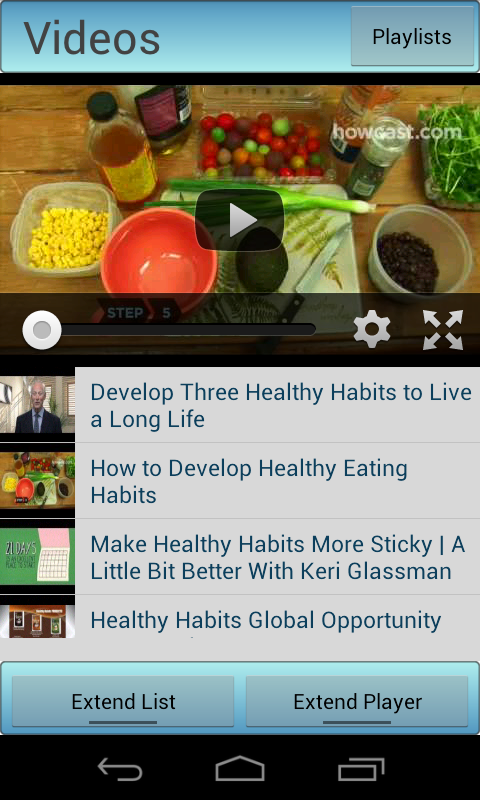 Videos
Playlists
howcast.com
STEP 5
Develop Three Healthy Habits to Live
a Long Life
How to Develop Healthy Eating
Habits
21 DAYS
Make Healthy Habits More Sticky | A
Little Bit Better With Keri Glassman
Healthy Habits Global Opportunity
Extend List
Extend Player